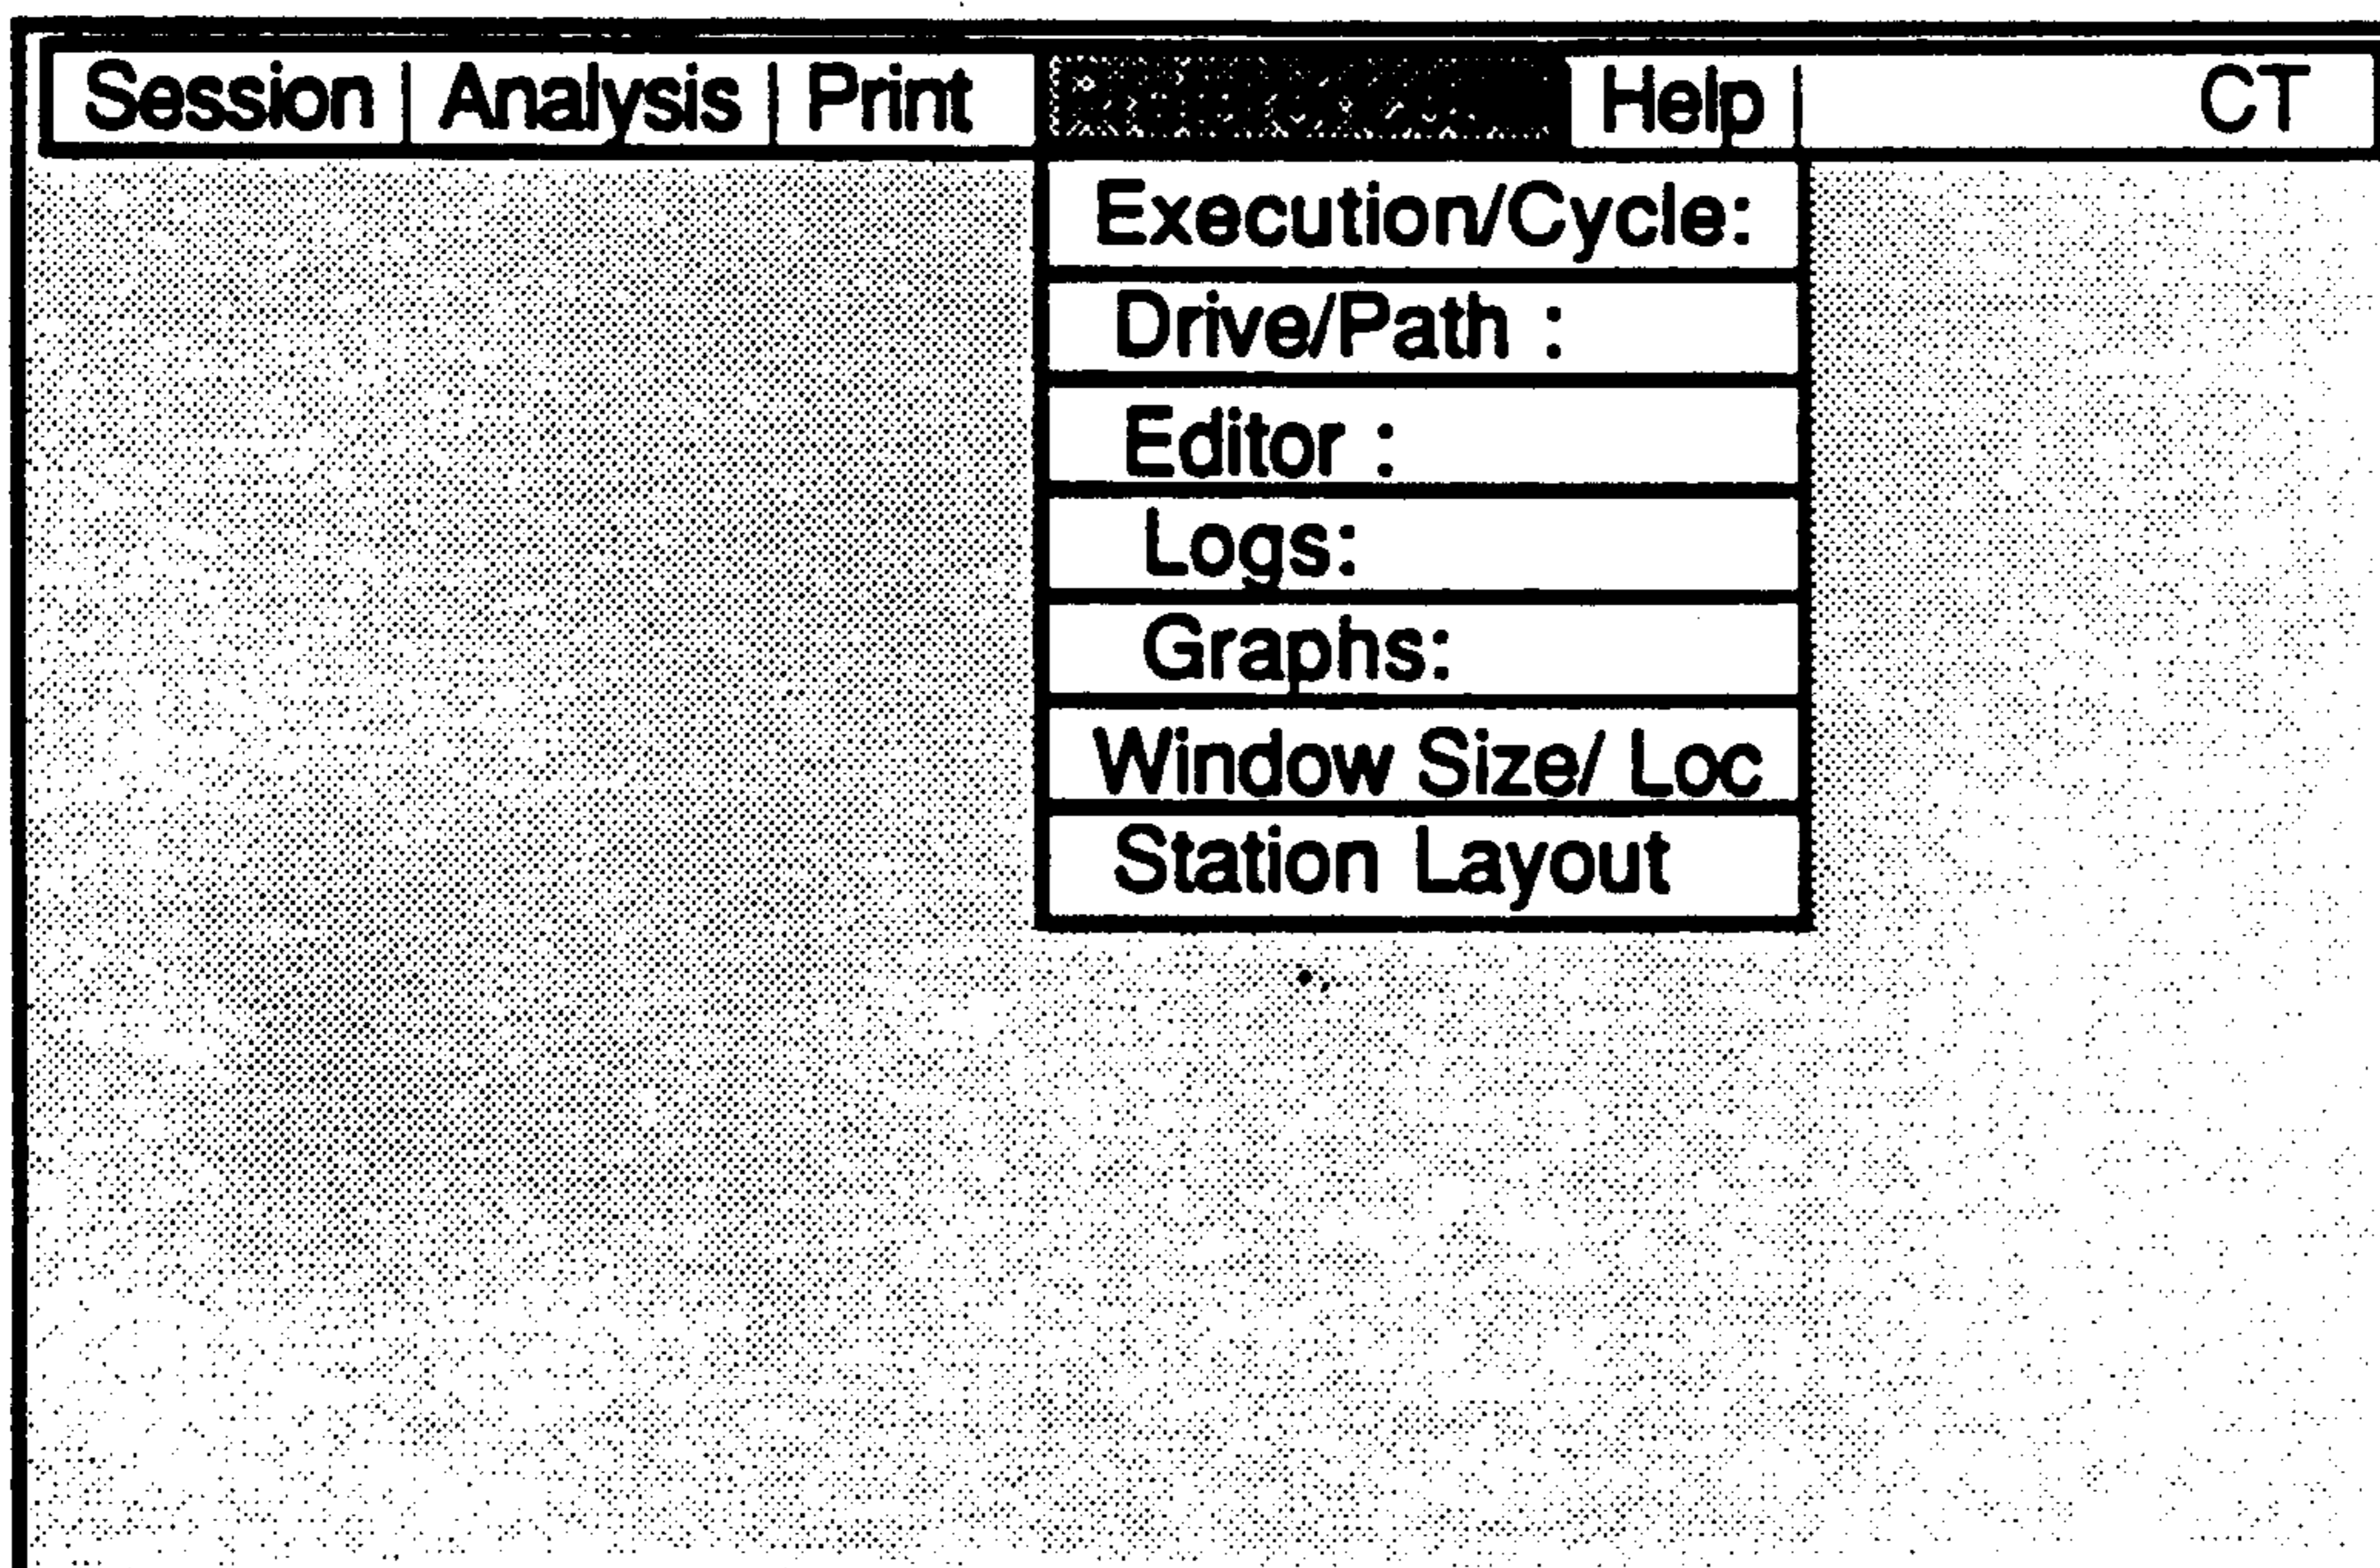 Session | Analysis | Print Help | CT
Execution/Cycle:
Drive/Path :
Editor :
Logs:
Graphs:
Window Size/ Loc
Station Layout